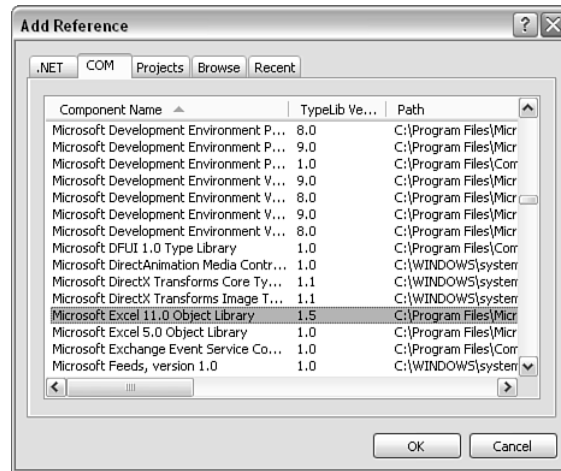 Add Reference
.NET COM Projects Browse Recent
Component Name TypeLib Ve... Path
Microsoft Development Environment P... 8.0 C:\Program Files\Micr
Microsoft Development Environment P... 9.0 C:\Program Files\Micr
Microsoft Development Environment P... 1.0 C:\Program Files\Com
Microsoft Development Environment V... 9.0 C:\Program Files\Micr
Microsoft Development Environment V... 8.0 C:\Program Files\Micr
Microsoft Development Environment V... 9.0 C:\Program Files\Micr
Microsoft Development Environment V... 8.0 C:\Program Files\Micr
Microsoft DFUI 1.0 Type Library 1.0 C:\Program Files\Com
Microsoft DirectAnimation Media Contr... 1.0 C:\WINDOWS\system
Microsoft DirectX Transforms Core Ty... 1.1 C:\WINDOWS\system
Microsoft DirectX Transforms Image T... 1.1 C:\WINDOWS\system
Microsoft Excel 11.0 Object Library 1.5 C:\Program Files\Micr
Microsoft Excel 5.0 Object Library 1.0 C:\Program Files\Micr
Microsoft Exchange Event Service Co... 1.0 C:\Program Files\Com
Microsoft Feeds, version 1.0 1.0 C:\WINDOWS\system
OK Cancel